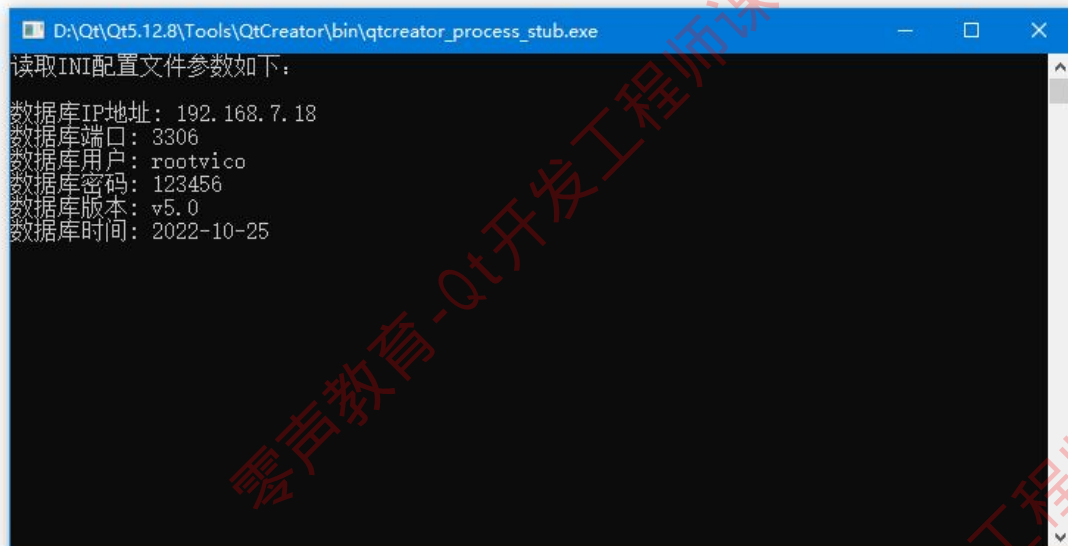 D:\Qt\Qt5.12.8\Tools\QtCreator\bin\qtcreator_process_stub.exe
读取INI配置文件参数如下：
数据库IP地址: 192.168.7.18
数据库端口: 3306
数据库用户: rootvico
数据库密码: 123456
数据库版本: v5.0
数据库时间: 2022-10-25
零声教育-Qt开发工程师课
工程师